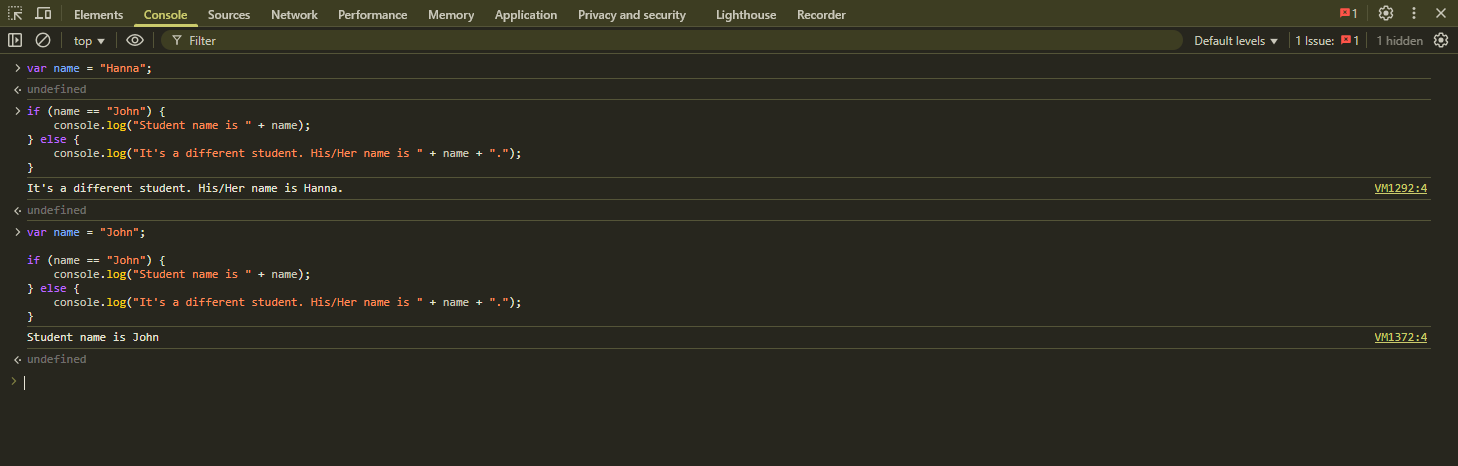 Elements Console Sources Network Performance Memory Application Privacy and security Lighthouse Recorder 1
top Filter Default levels 1 Issue: 1 1 hidden
> var name = "Hanna";
undefined
> if (name == "John") {
    console.log("Student name is " + name);
} else {
    console.log("It's a different student. His/Her name is " + name + ".");
}
It's a different student. His/Her name is Hanna. VM1292:4
undefined
> var name = "John";

if (name == "John") {
    console.log("Student name is " + name);
} else {
    console.log("It's a different student. His/Her name is " + name + ".");
}
Student name is John VM1372:4
undefined
>